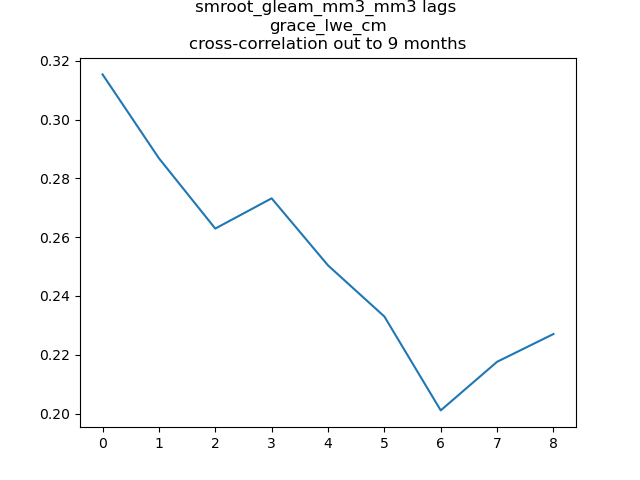 smroot_gleam_mm3_mm3 lags
grace_lwe_cm
cross-correlation out to 9 months
0.32
0.30
0.28
0.26
0.24
0.22
0.20
0 1 2 3 4 5 6 7 8